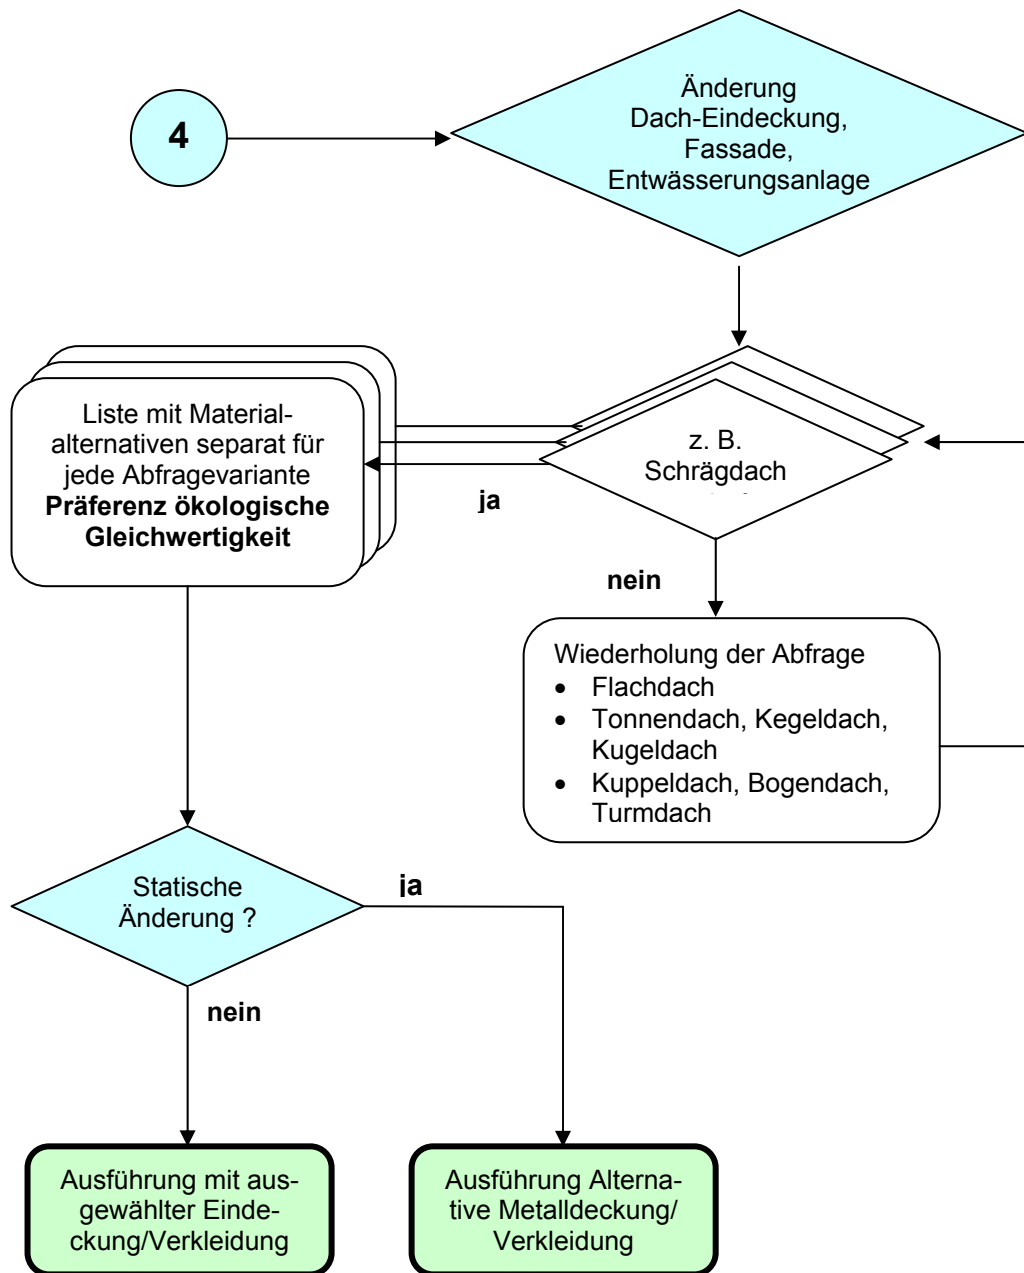 4
Änderung
Dach-Eindeckung,
Fassade,
Entwässerungsanlage
Liste mit Material-
alternativen separat für
jede Abfragevariante
Präferenz ökologische
Gleichwertigkeit
z. B.
Schrägdach
ja
nein
Wiederholung der Abfrage
• Flachdach
• Tonnendach, Kegeldach,
Kugeldach
• Kuppeldach, Bogendach,
Turmdach
Statische
Änderung ?
ja
nein
Ausführung mit aus-
gewählter Einde-
ckung/Verkleidung
Ausführung Alterna-
tive Metalldeckung/
Verkleidung